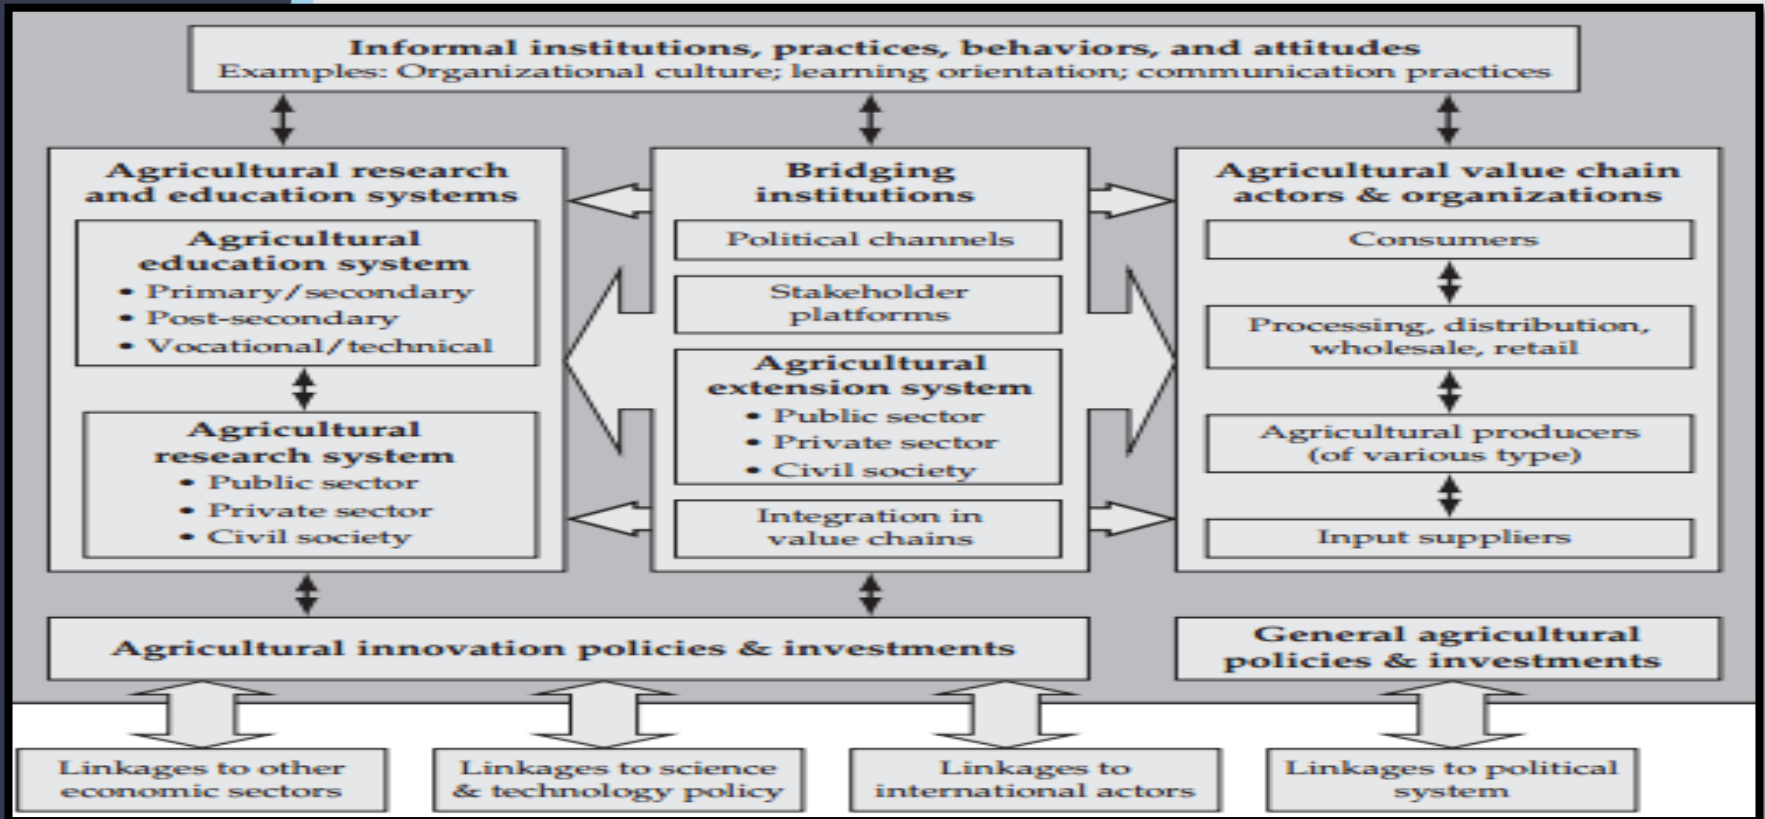 Informal institutions, practices, behaviors, and attitudes
Examples: Organizational culture; learning orientation; communication practices
Agricultural research
and education systems
Agricultural
education system
• Primary/secondary
• Post-secondary
• Vocational/technical
Agricultural
research system
• Public sector
• Private sector
• Civil society
Bridging
institutions
Political channels
Stakeholder
platforms
Agricultural
extension system
• Public sector
• Private sector
• Civil society
Integration in
value chains
Agricultural value chain
actors & organizations
Consumers
Processing, distribution,
wholesale, retail
Agricultural producers
(of various type)
Input suppliers
Agricultural innovation policies & investments
General agricultural
policies & investments
Linkages to other
economic sectors
Linkages to science
& technology policy
Linkages to
international actors
Linkages to political
system